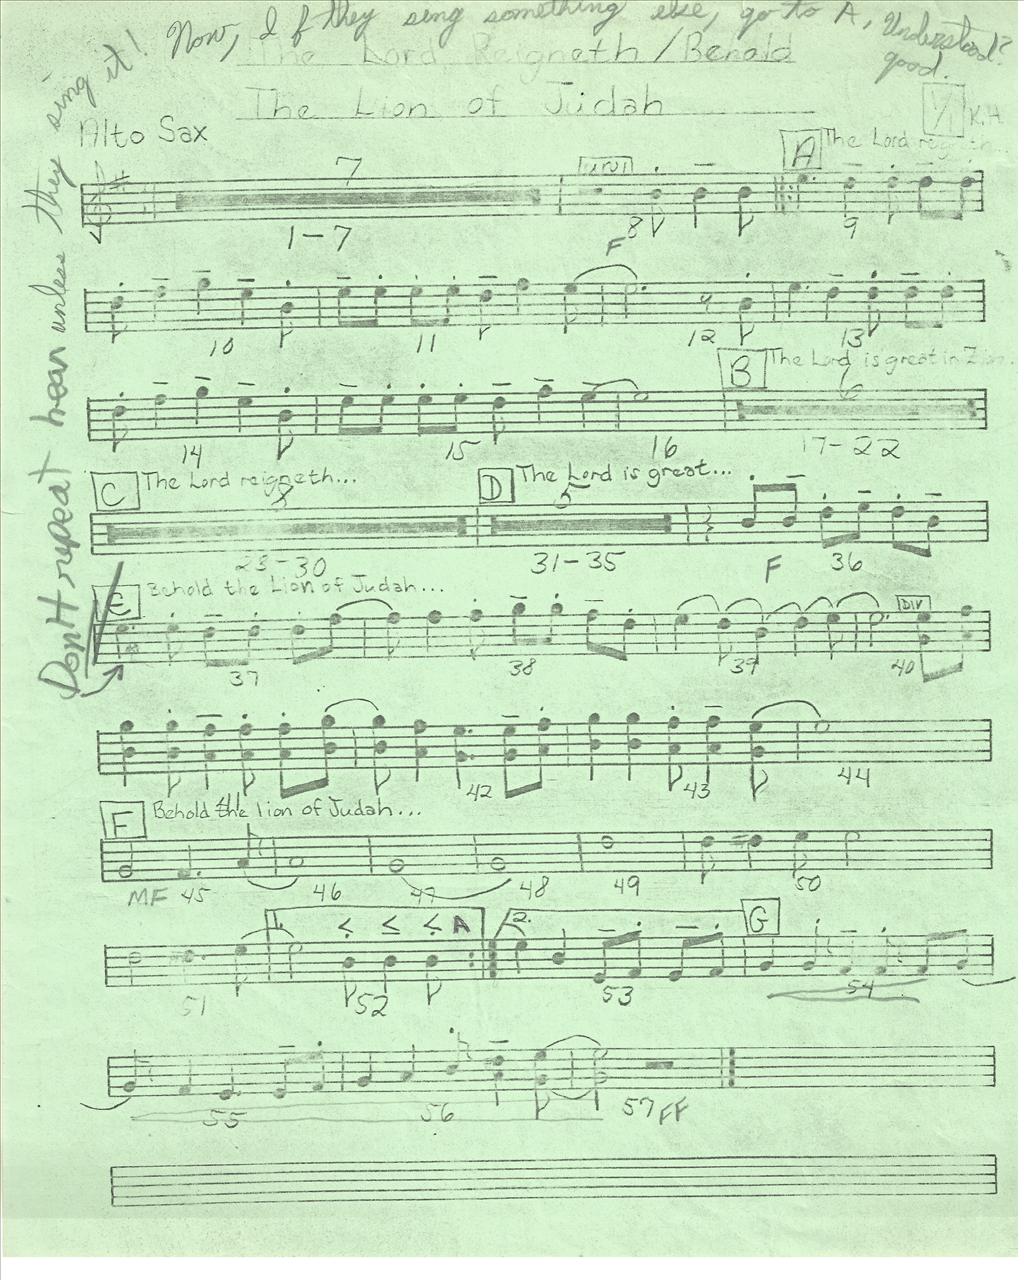 Now, If they sing something else, go to A, Understood?
good.
The Lord Reigneth / Behold
The Lion of Judah
1/1 K.H.
Alto Sax
Don't repeat hear unless they sing it!
7 UNI A The Lord reigneth...
1-7 8 9
F
10 11 12 13
B The Lord is great in Zion...
6
14 15 16 17-22
C The Lord reigneth... D The Lord is great...
8 5
23-30 31-35 F 36
E Behold the Lion of Judah...
DIV
37 38 39 40
42 43 44
F Behold the lion of Judah...
MF 45 46 47 48 49 50
1. A 2. G
51 52 53 54
55 56 57 FF